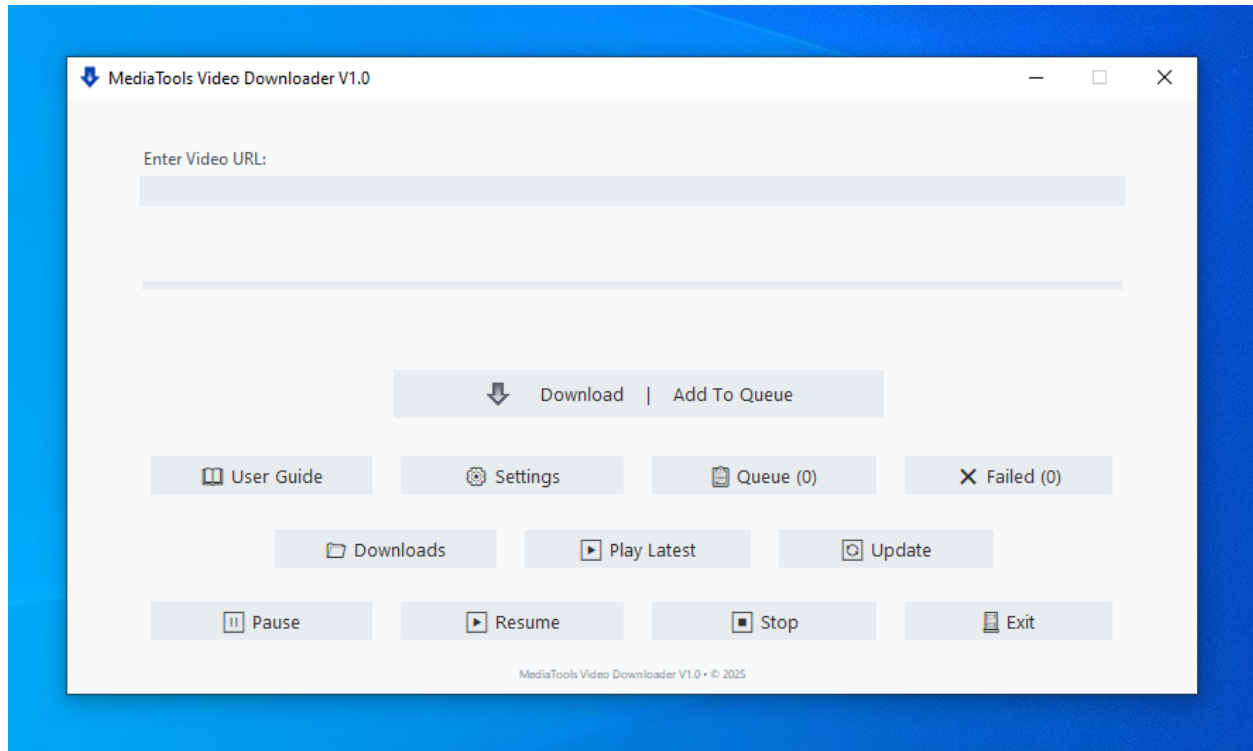 MediaTools Video Downloader V1.0
Enter Video URL:
Download | Add To Queue
User Guide Settings Queue (0) Failed (0)
Downloads Play Latest Update
Pause Resume Stop Exit
MediaTools Video Downloader V1.0 • © 2025